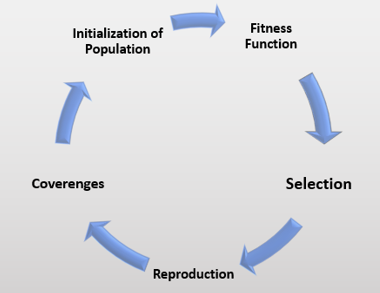 Initialization of
Population
Fitness
Function
Selection
Reproduction
Coverenges